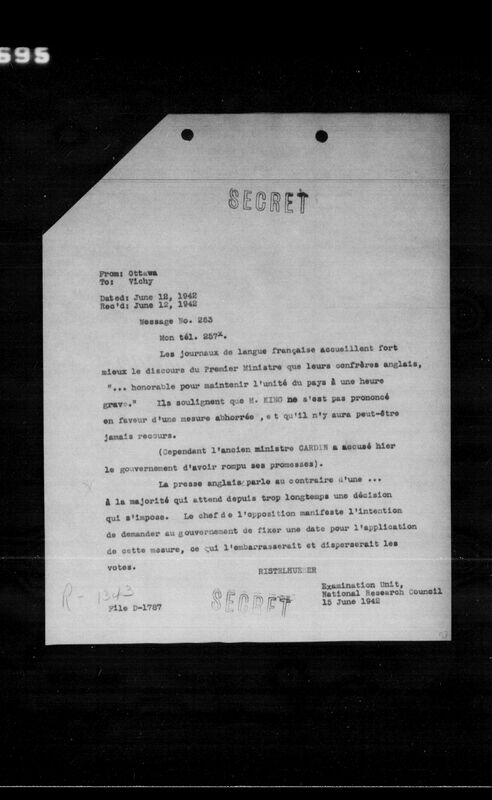 695
SECRET
From: Ottawa
To: Vichy
Dated: June 12, 1942
Rec'd: June 12, 1942
Message No. 263
Mon tél. 257x.
Les journaux de langue française accueillent fort
mieux le discours du Premier Ministre que leurs confrères anglais,
"... honorable pour maintenir l'unité du pays à une heure
grave." Ils soulignent que M. KING ne s'est pas prononcé
en faveur d'une mesure abhorrée , et qu'il n'y aura peut-être
jamais recours.
(Cependant l'ancien ministre CARDIN a accusé hier
le gouvernement d'avoir rompu ses promesses).
La presse anglaise parle au contraire d'une ...
à la majorité qui attend depuis trop longtemps une décision
qui s'impose. Le chef de l'opposition manifeste l'intention
de demander au gouvernement de fixer une date pour l'application
de cette mesure, ce qui l'embarrasserait et disperserait les
votes.
RISTELHUEBER
R - 1343
File D-1787
SECRET
Examination Unit,
National Research Council
15 June 1942